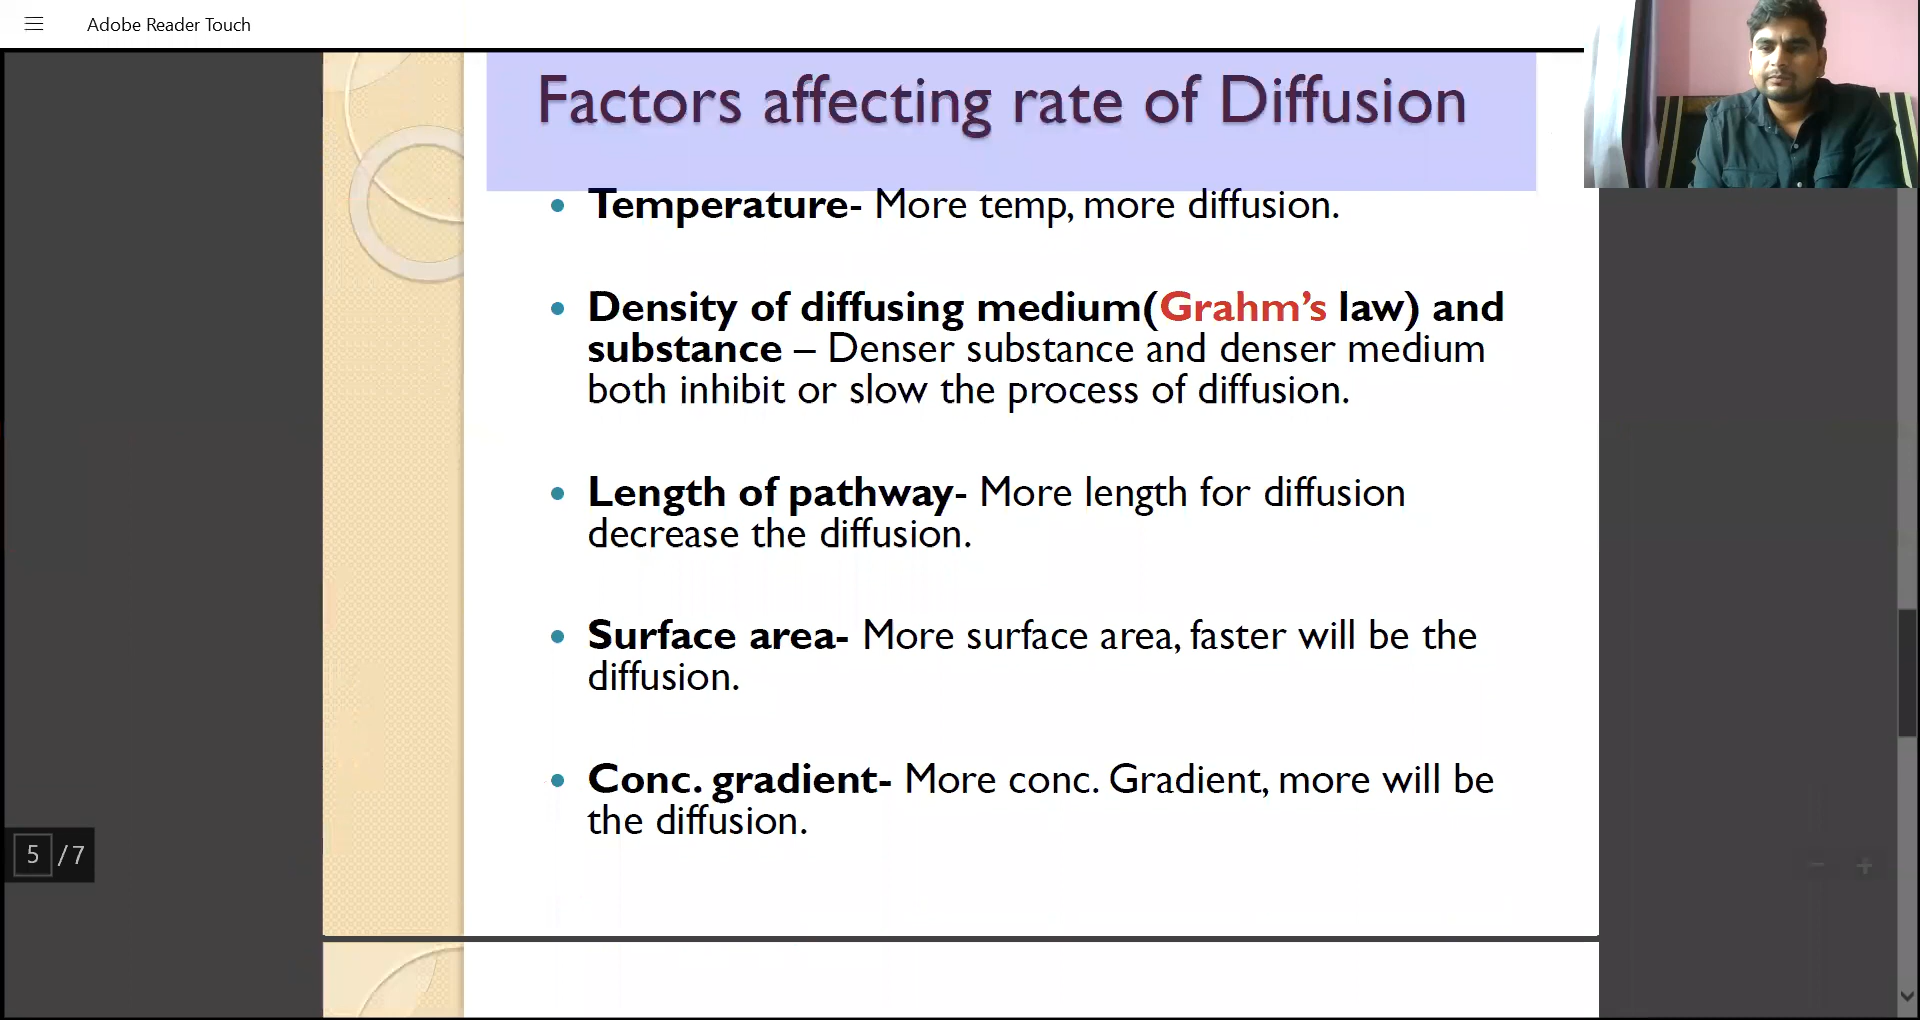 Adobe Reader Touch
Factors affecting rate of Diffusion
• Temperature- More temp, more diffusion.
• Density of diffusing medium(Grahm’s law) and
substance – Denser substance and denser medium
both inhibit or slow the process of diffusion.
• Length of pathway- More length for diffusion
decrease the diffusion.
• Surface area- More surface area, faster will be the
diffusion.
• Conc. gradient- More conc. Gradient, more will be
the diffusion.
5 / 7